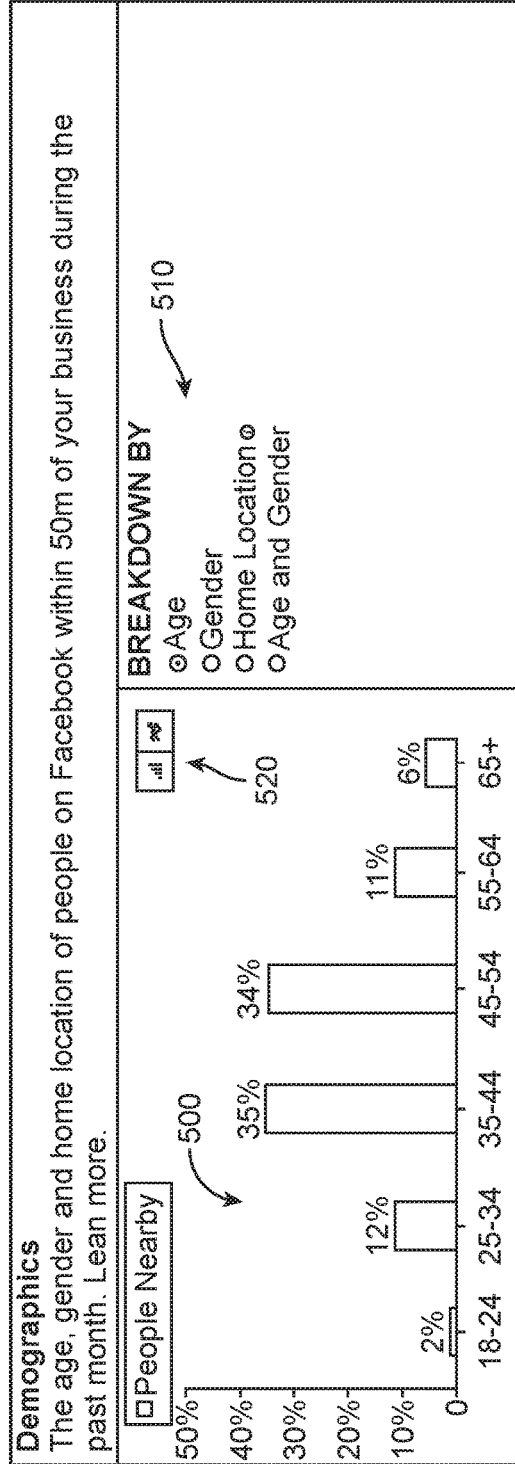 Demographics
The age, gender and home location of people on Facebook within 50m of your business during the
past month. Lean more.
People Nearby
50%
40%
30%
20%
10%
0
2%
12%
35%
34%
11%
6%
18-24
25-34
35-44
45-54
55-64
65+
500
520
BREAKDOWN BY
Age
Gender
Home Location
Age and Gender
510